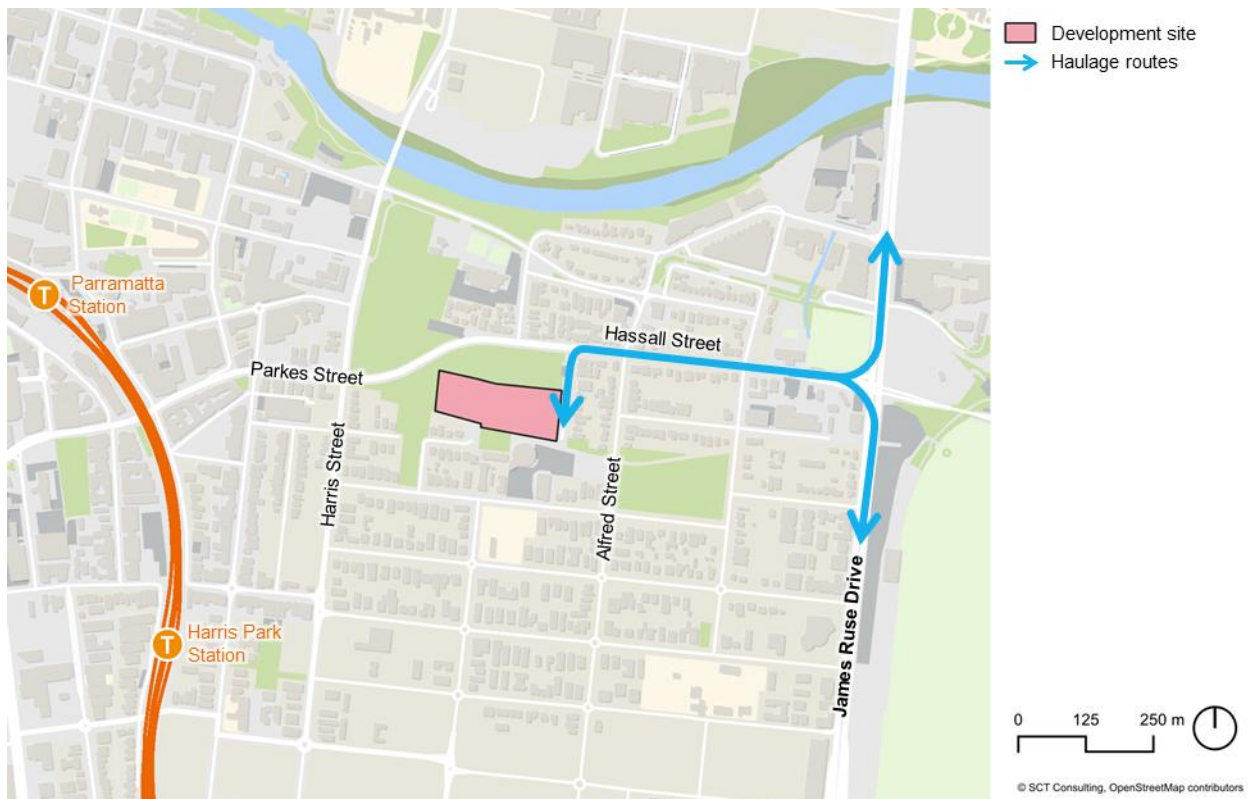 Development site
Haulage routes
T
Parramatta
Station
Hassall Street
Parkes Street
Harris Street
Alfred Street
James Ruse Drive
T
Harris Park
Station
0 125 250 m
© SCT Consulting, OpenStreetMap contributors